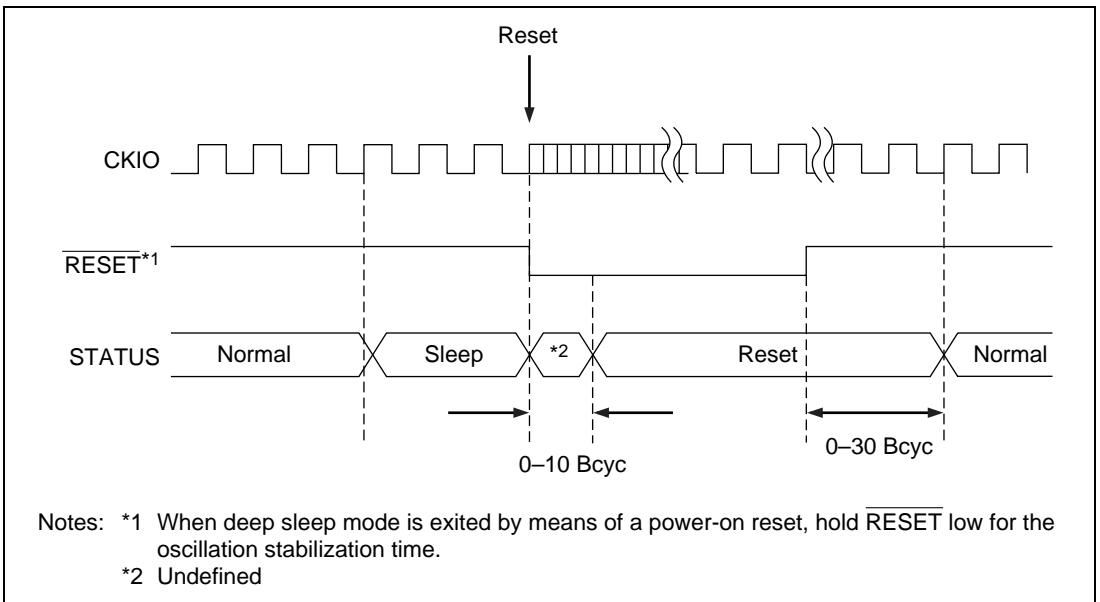 Reset
CKIO
RESET*1
STATUS Normal Sleep *2 Reset Normal
0–10 Bcyc
0–30 Bcyc
Notes: *1 When deep sleep mode is exited by means of a power-on reset, hold RESET low for the
oscillation stabilization time.
*2 Undefined